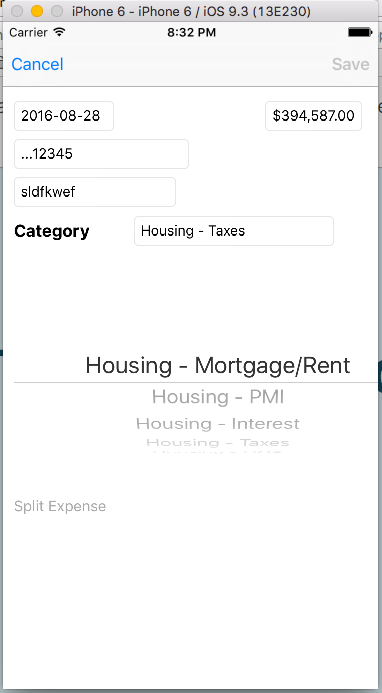 iPhone 6 - iPhone 6 / iOS 9.3 (13E230)
Carrier 8:32 PM
Cancel Save
2016-08-28 $394,587.00
...12345
sldfkwef
Category Housing - Taxes
Housing - Mortgage/Rent
Housing - PMI
Housing - Interest
Housing - Taxes
Split Expense